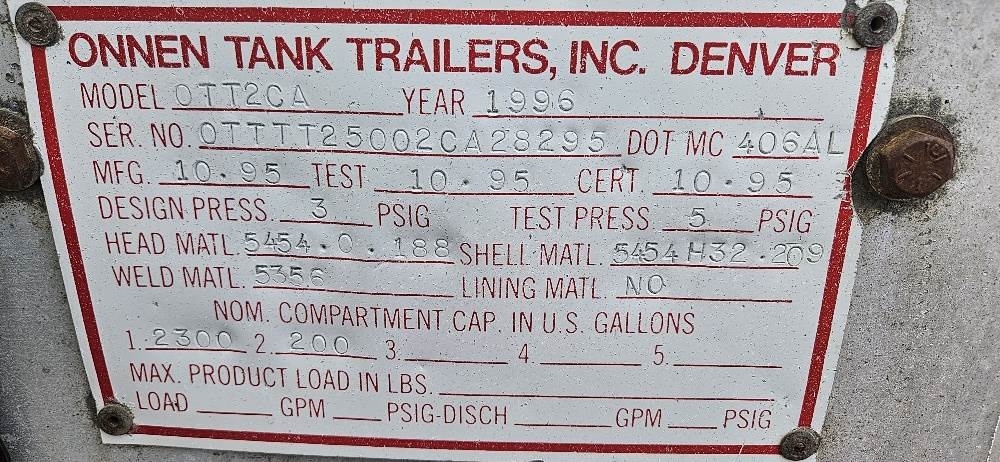 ONNEN TANK TRAILERS, INC. DENVER
MODEL OTT2CA YEAR 1996
SER. NO. OTTTT25002CA28295 DOT MC 406AL
MFG. 10.95 TEST 10.95 CERT. 10.95
DESIGN PRESS. 3 PSIG TEST PRESS. 5 PSIG
HEAD MATL. 5454.0.188 SHELL MATL. 5454H32.209
WELD MATL. 5356 LINING MATL. NO
NOM. COMPARTMENT CAP. IN U.S. GALLONS
1. 2300 2. 200 3. 4. 5.
MAX. PRODUCT LOAD IN LBS.
LOAD GPM PSIG-DISCH GPM PSIG